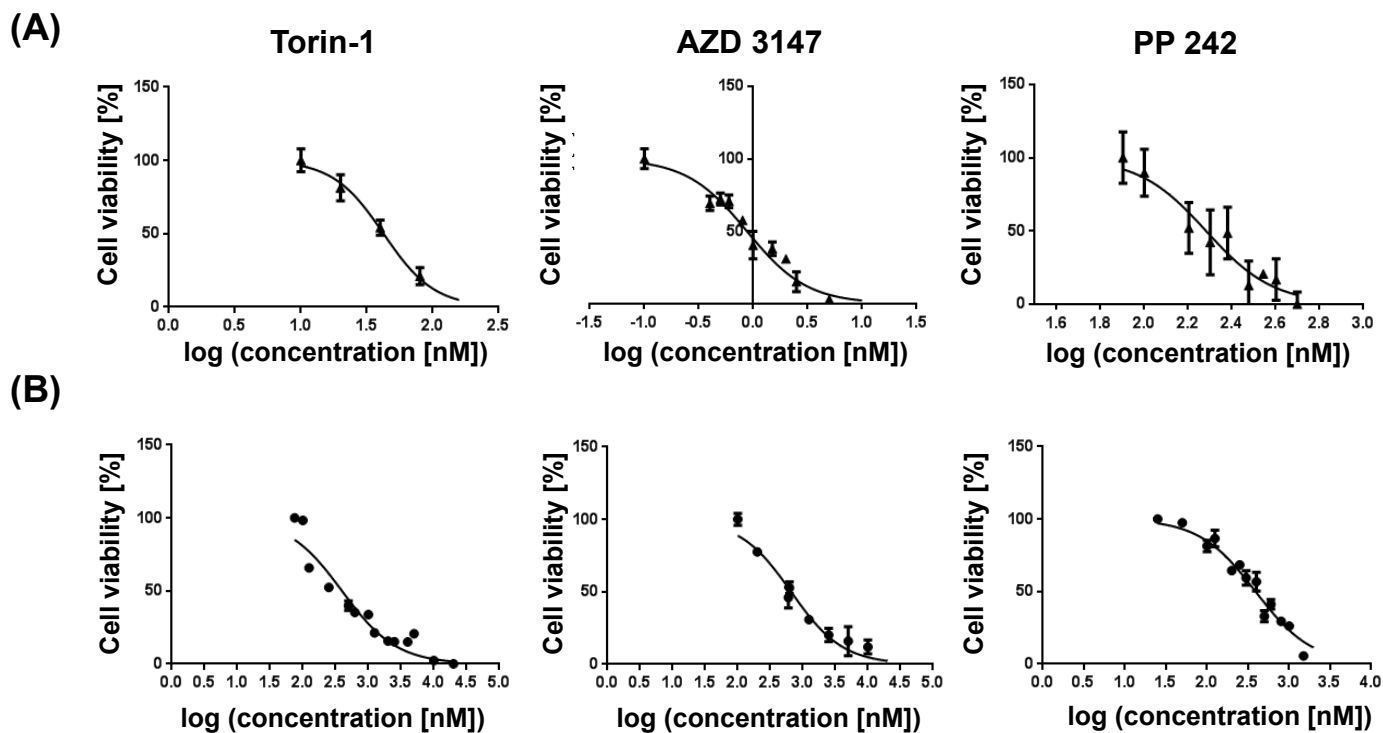 (A)
Torin-1
AZD 3147
PP 242
Cell viability [%]
150
100
50
0
0.0 0.5 1.0 1.5 2.0 2.5
log (concentration [nM])
Cell viability [%]
150
100
50
-1.5 -1.0 -0.5 0.0 0.5 1.0 1.5
log (concentration [nM])
Cell viability [%]
150
100
50
0
1.6 1.8 2.0 2.2 2.4 2.6 2.8 3.0
log (concentration [nM])
(B)
Cell viability [%]
150
100
50
0
0.0 0.5 1.0 1.5 2.0 2.5 3.0 3.5 4.0 4.5 5.0
log (concentration [nM])
Cell viability [%]
150
100
50
0
0.0 0.5 1.0 1.5 2.0 2.5 3.0 3.5 4.0 4.5 5.0
log (concentration [nM])
Cell viability [%]
150
100
50
0
0.0 0.5 1.0 1.5 2.0 2.5 3.0 3.5 4.0
log (concentration [nM])